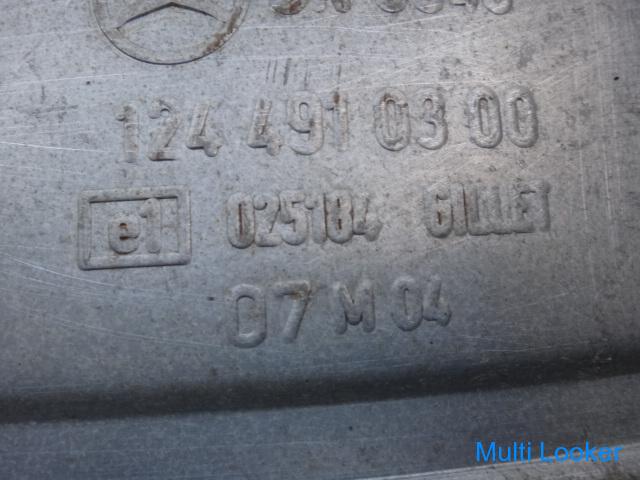 124 491 03 00
e1 025184 GILLET
07 M 04
Multi Looker